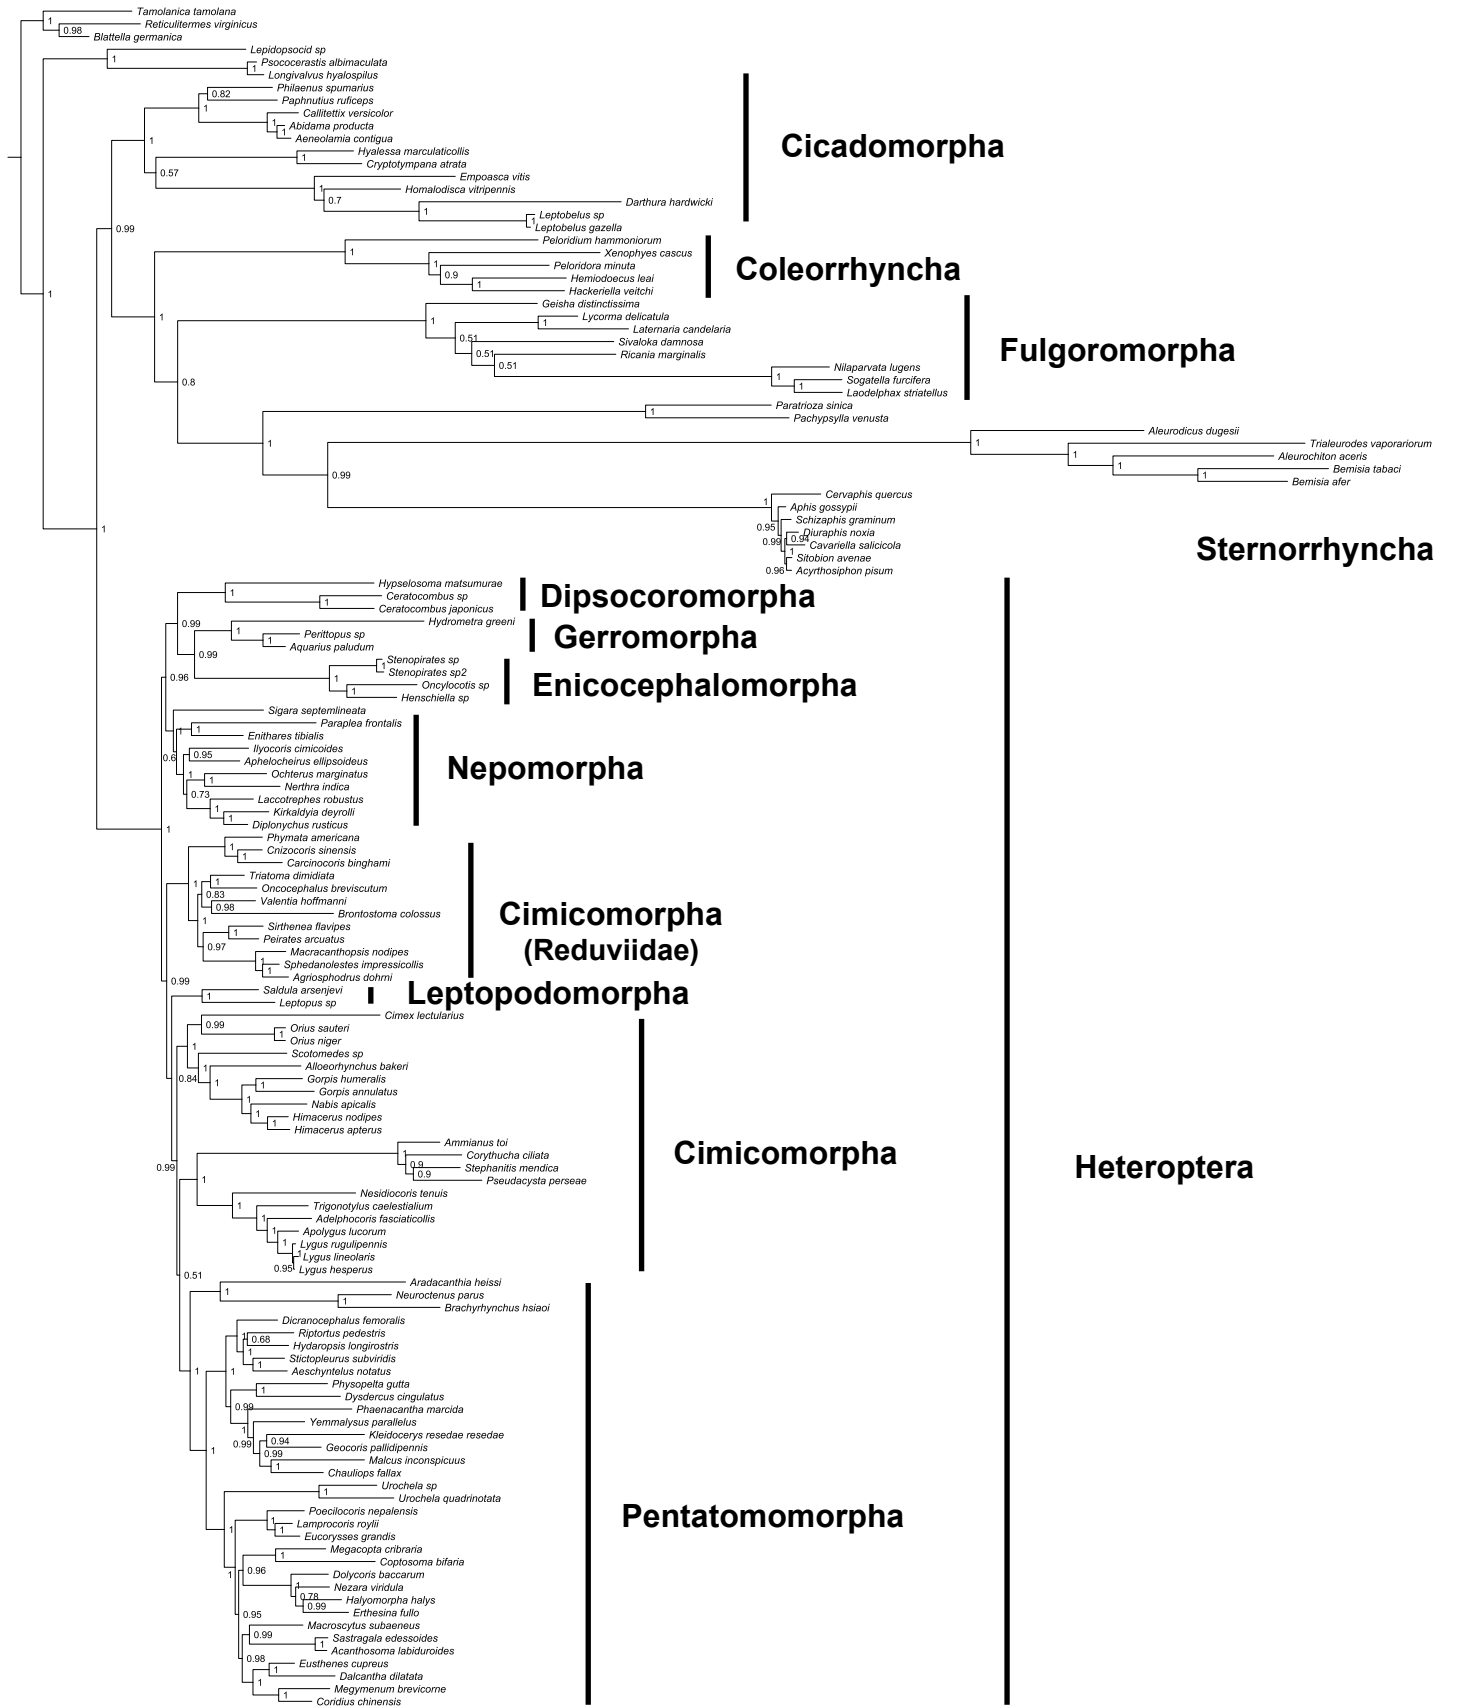 Tamolanica tamolana
1
Reticulitermes virginicus
0.98
Blattella germanica
Lepidopsocid sp
1
Psococerastis albimaculata
1
Longivalvus hyalospilus
Philaenus spumarius
0.82
Paphnutius ruficeps
1
Callitettix versicolor
1
Abidama producta
1
Aeneolamia contigua
1
Cicadomorpha
Hyalessa marculaticollis
1
Cryptotympana atrata
0.57
Empoasca vitis
1
Homalodisca vitripennis
0.7
Darthura hardwicki
1
Leptobelus sp
1
Leptobelus gazella
0.99
Peloridium hammoniorum
1
Xenophyes cascus
1
Peloridora minuta
0.9
Coleorrhyncha
Hemiodoecus leai
1
Hackeriella veitchi
1
Geisha distinctissima
1
Lycorma delicatula
1
Laternaria candelaria
0.51
Sivaloka damnosa
0.51
Ricania marginalis
0.51
Fulgoromorpha
Nilaparvata lugens
1
Sogatella furcifera
1
Laodelphax striatellus
1
0.8
Paratrioza sinica
1
Pachypsylla venusta
1
Aleurodicus dugesii
1
Trialeurodes vaporariorum
1
Aleurochiton aceris
1
Bemisia tabaci
1
Bemisia afer
0.99
Cervaphis quercus
1
Aphis gossypii
Schizaphis graminum
0.95
Diuraphis noxia
0.99
0.94
Cavariella salicicola
1
Sitobion avenae
Acyrthosiphon pisum
0.96
Sternorrhyncha
1
Hypselosoma matsumurae
1
Ceratocombus sp
1
Ceratocombus japonicus
Dipsocoromorpha
0.99
Hydrometra greeni
1
Perittopus sp
1
Aquarius paludum
Gerromorpha
0.99
Stenopirates sp
1
Stenopirates sp2
1
Oncylocotis sp
1
Henschiella sp
Enicocephalomorpha
0.96
Sigara septemlineata
Paraplea frontalis
1
1
Enithares tibialis
Ilyocoris cimicoides
0.95
0.6
Aphelocheirus ellipsoideus
Ochterus marginatus
1
1
Nerthra indica
Nepomorpha
0.73
Laccotrephes robustus
1
Kirkaldyia deyrolli
1
Diplonychus rusticus
1
Phymata americana
1
Cnizocoris sinensis
1
Carcinocoris binghami
Triatoma dimidiata
1
1
Oncocephalus breviscutum
0.83
Valentia hoffmanni
0.98
Brontostoma colossus
1
Cimicomorpha
(Reduviidae)
Sirthenea flavipes
1
Peirates arcuatus
0.97
Macracanthopsis nodipes
1
Sphedanolestes impressicollis
1
Agriosphodrus dohrni
0.99
Saldula arsenjevi
1
Leptopus sp
Leptopodomorpha
Cimex lectularius
0.99
Orius sauteri
1
Orius niger
1
Scotomedes sp
1
Alloeorhynchus bakeri
0.84
1
Gorpis humeralis
1
Gorpis annulatus
1
Nabis apicalis
1
Himacerus nodipes
1
Himacerus apterus
Cimicomorpha
0.99
Ammianus toi
1
Corythucha ciliata
0.9
Stephanitis mendica
0.9
Pseudacysta perseae
1
Nesidiocoris tenuis
1
Trigonotylus caelestialium
1
Adelphocoris fasciaticollis
1
Apolygus lucorum
1
Lygus rugulipennis
1
Lygus lineolaris
0.95
Lygus hesperus
Heteroptera
0.51
Aradacanthia heissi
1
Neuroctenus parus
1
Brachyrhynchus hsiaoi
1
Dicranocephalus femoralis
1
Riptortus pedestris
0.68
Hydaropsis longirostris
1
Stictopleurus subviridis
1
Aeschyntelus notatus
1
Physopelta gutta
1
Dysdercus cingulatus
0.99
Phaenacantha marcida
1
Yemmalysus parallelus
0.99
Kleidocerys resedae resedae
0.94
Geocoris pallidipennis
0.99
Malcus inconspicuus
1
Chauliops fallax
1
Urochela sp
1
Urochela quadrinotata
1
Poecilocoris nepalensis
1
Lamprocoris roylii
1
Eucorysses grandis
Pentatomomorpha
1
Megacopta cribraria
1
Coptosoma bifaria
0.96
Dolycoris baccarum
1
Nezara viridula
0.78
Halyomorpha halys
0.99
Erthesina fullo
0.95
Macroscytus subaeneus
0.99
Sastragala edessoides
1
Acanthosoma labiduroides
0.98
Eusthenes cupreus
1
Dalcantha dilatata
1
Megymenum brevicorne
1
Coridius chinensis